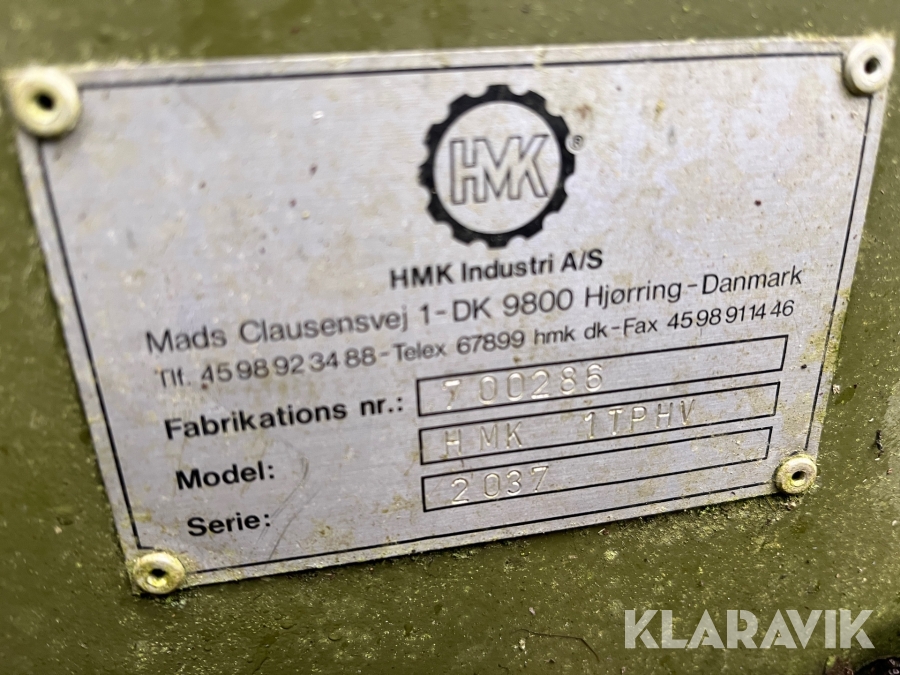 HMK®
HMK Industri A/S
Mads Clausensvej 1-DK 9800 Hjørring-Danmark
Tlf. 45 98 92 34 88-Telex 67899 hmk dk-Fax 45 98 91 14 46
Fabrikations nr.: 700286
Model: HMK 1TPHV
Serie: 2037
KLARAVIK